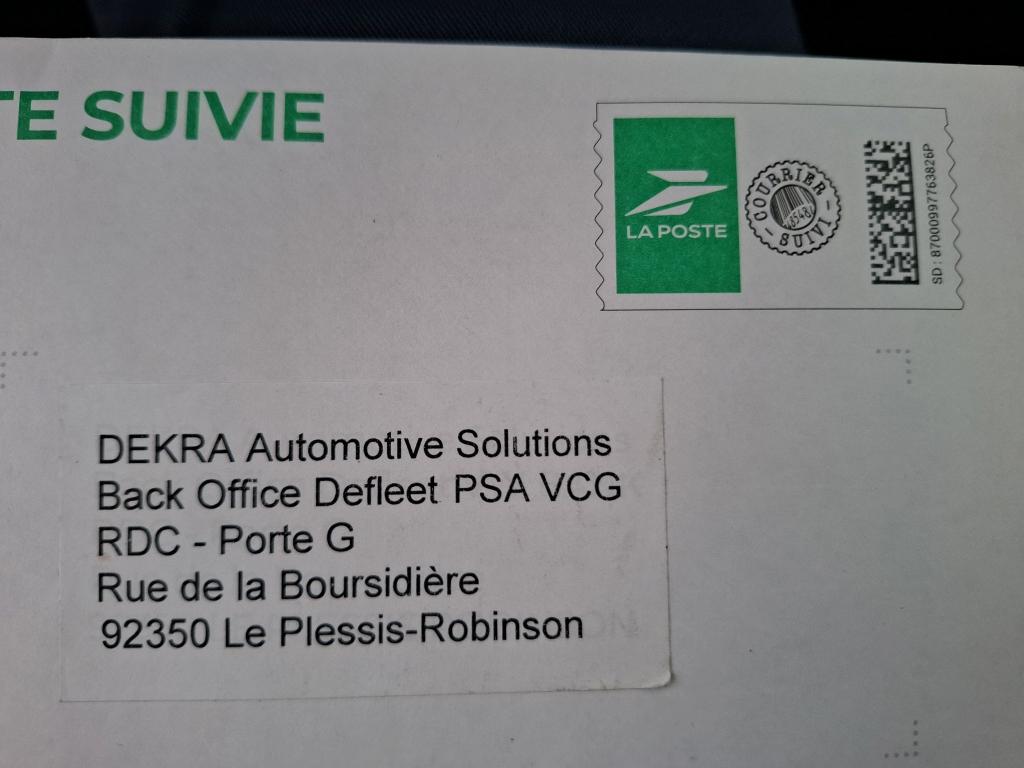 TE SUIVIE
LA POSTE
COURRIER
SUIVI
SD : 87000997763826P
DEKRA Automotive Solutions
Back Office Defleet PSA VCG
RDC - Porte G
Rue de la Boursidière
92350 Le Plessis-Robinson